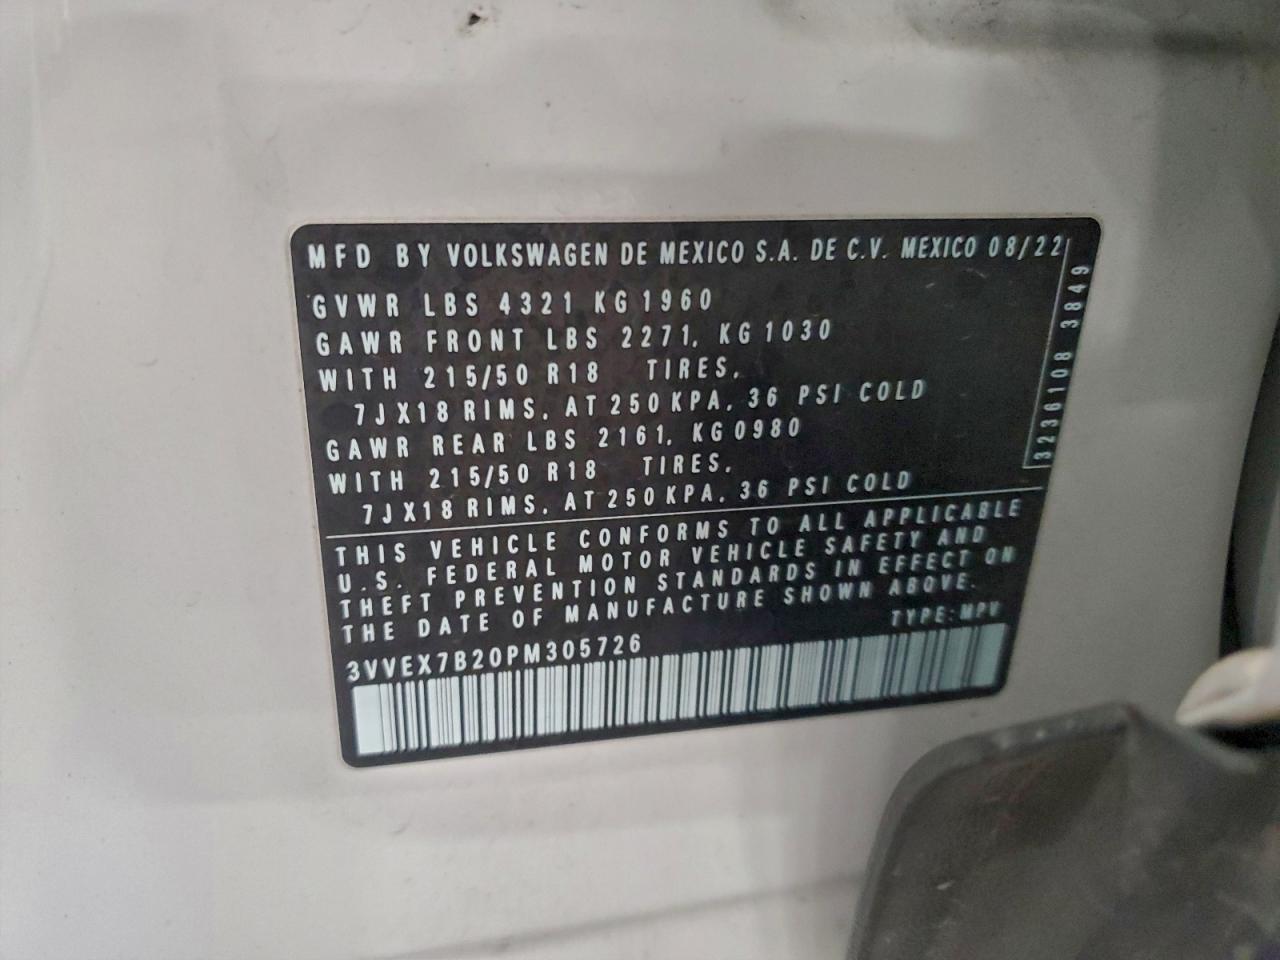 MFD BY VOLKSWAGEN DE MEXICO S.A. DE C.V. MEXICO 08/22
GVWR LBS 4321 KG 1960
GAWR FRONT LBS 2271, KG 1030
WITH 215/50 R18 TIRES,
7JX18 RIMS, AT 250 KPA, 36 PSI COLD
GAWR REAR LBS 2161, KG 0980
WITH 215/50 R18 TIRES,
7JX18 RIMS, AT 250 KPA, 36 PSI COLD
3236108 3849
THIS VEHICLE CONFORMS TO ALL APPLICABLE
U.S. FEDERAL MOTOR VEHICLE SAFETY AND
THEFT PREVENTION STANDARDS IN EFFECT ON
THE DATE OF MANUFACTURE SHOWN ABOVE.
TYPE: MPV
3VVEX7B20PM305726